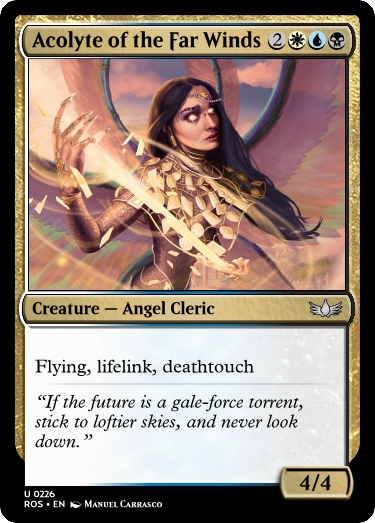 Acolyte of the Far Winds 2
Creature — Angel Cleric
Flying, lifelink, deathtouch
“If the future is a gale-force torrent,
stick to loftier skies, and never look
down.”
4/4
U 0226
ROS • EN Manuel Carrasco